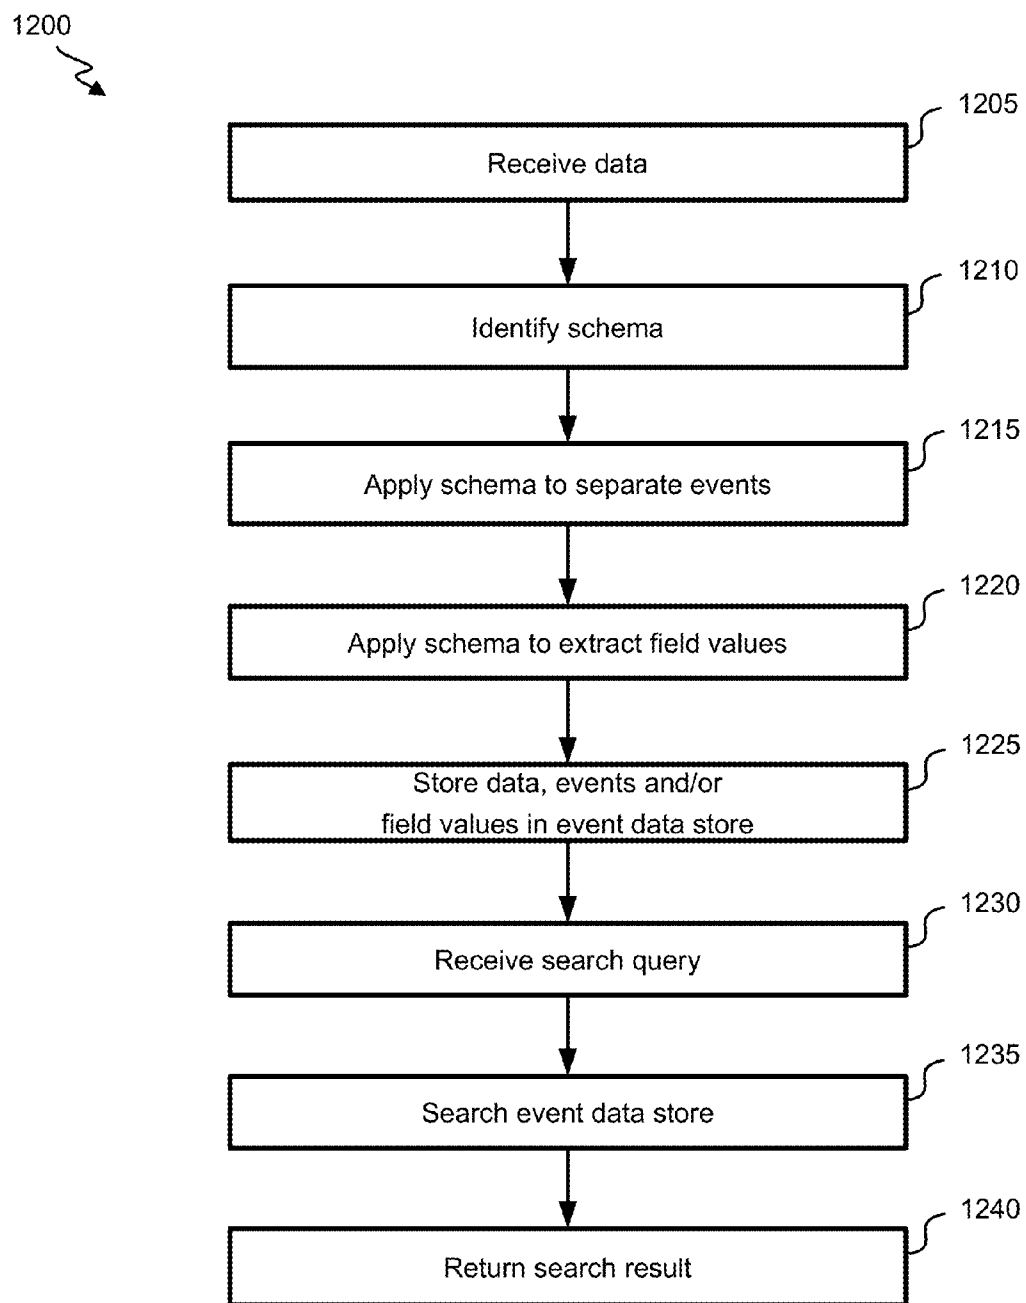 1200
1205
Receive data
1210
Identify schema
1215
Apply schema to separate events
1220
Apply schema to extract field values
1225
Store data, events and/or
field values in event data store
1230
Receive search query
1235
Search event data store
1240
Return search result